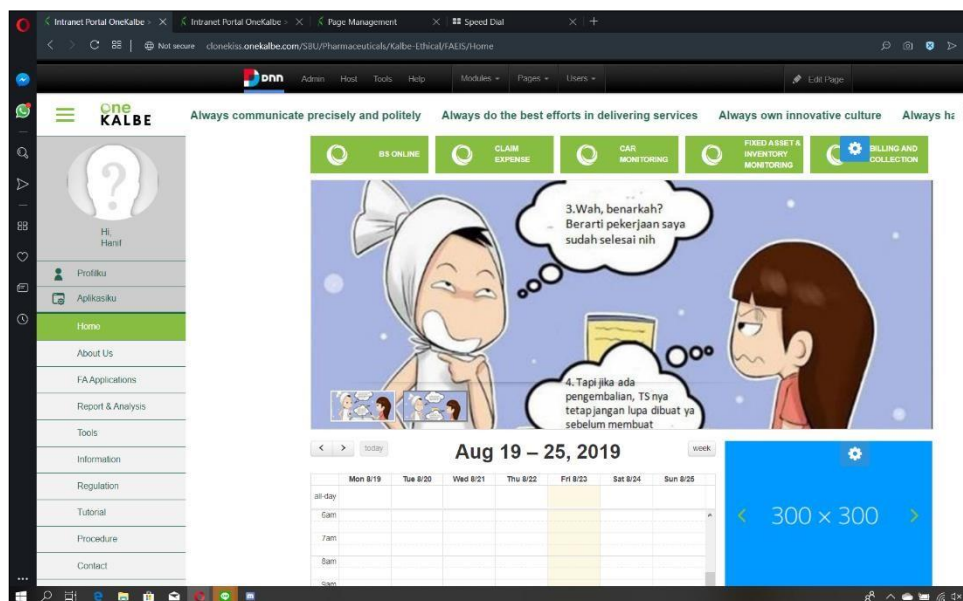 Intranet Portal OneKalbe >
Intranet Portal OneKalbe >
Page Management
Speed Dial
Not secure clonekiss.onekalbe.com/SBU/Pharmaceuticals/Kalbe-Ethical/FAEIS/Home
DNN Admin Host Tools Help Modules Pages Users Edit Page
One
KALBE
Always communicate precisely and politely Always do the best efforts in delivering services Always own innovative culture Always ha
BS ONLINE
CLAIM
EXPENSE
CAR
MONITORING
FIXED ASSET &
INVENTORY
MONITORING
BILLING AND
COLLECTION
Hi,
Hanif
Profilku
Aplikasiku
Home
About Us
FA Applications
Report & Analysis
Tools
Information
Regulation
Tutorial
Procedure
Contact
3.Wah, benarkah?
Berarti pekerjaan saya
sudah selesai nih
4. Tapi jika ada
pengembalian, TS nya
tetap jangan lupa dibuat ya
sebelum membuat
today
Aug 19 – 25, 2019
week
Mon 8/19 Tue 8/20 Wed 8/21 Thu 8/22 Fri 8/23 Sat 8/24 Sun 8/25
all-day
6am
7am
8am
9am
300 × 300